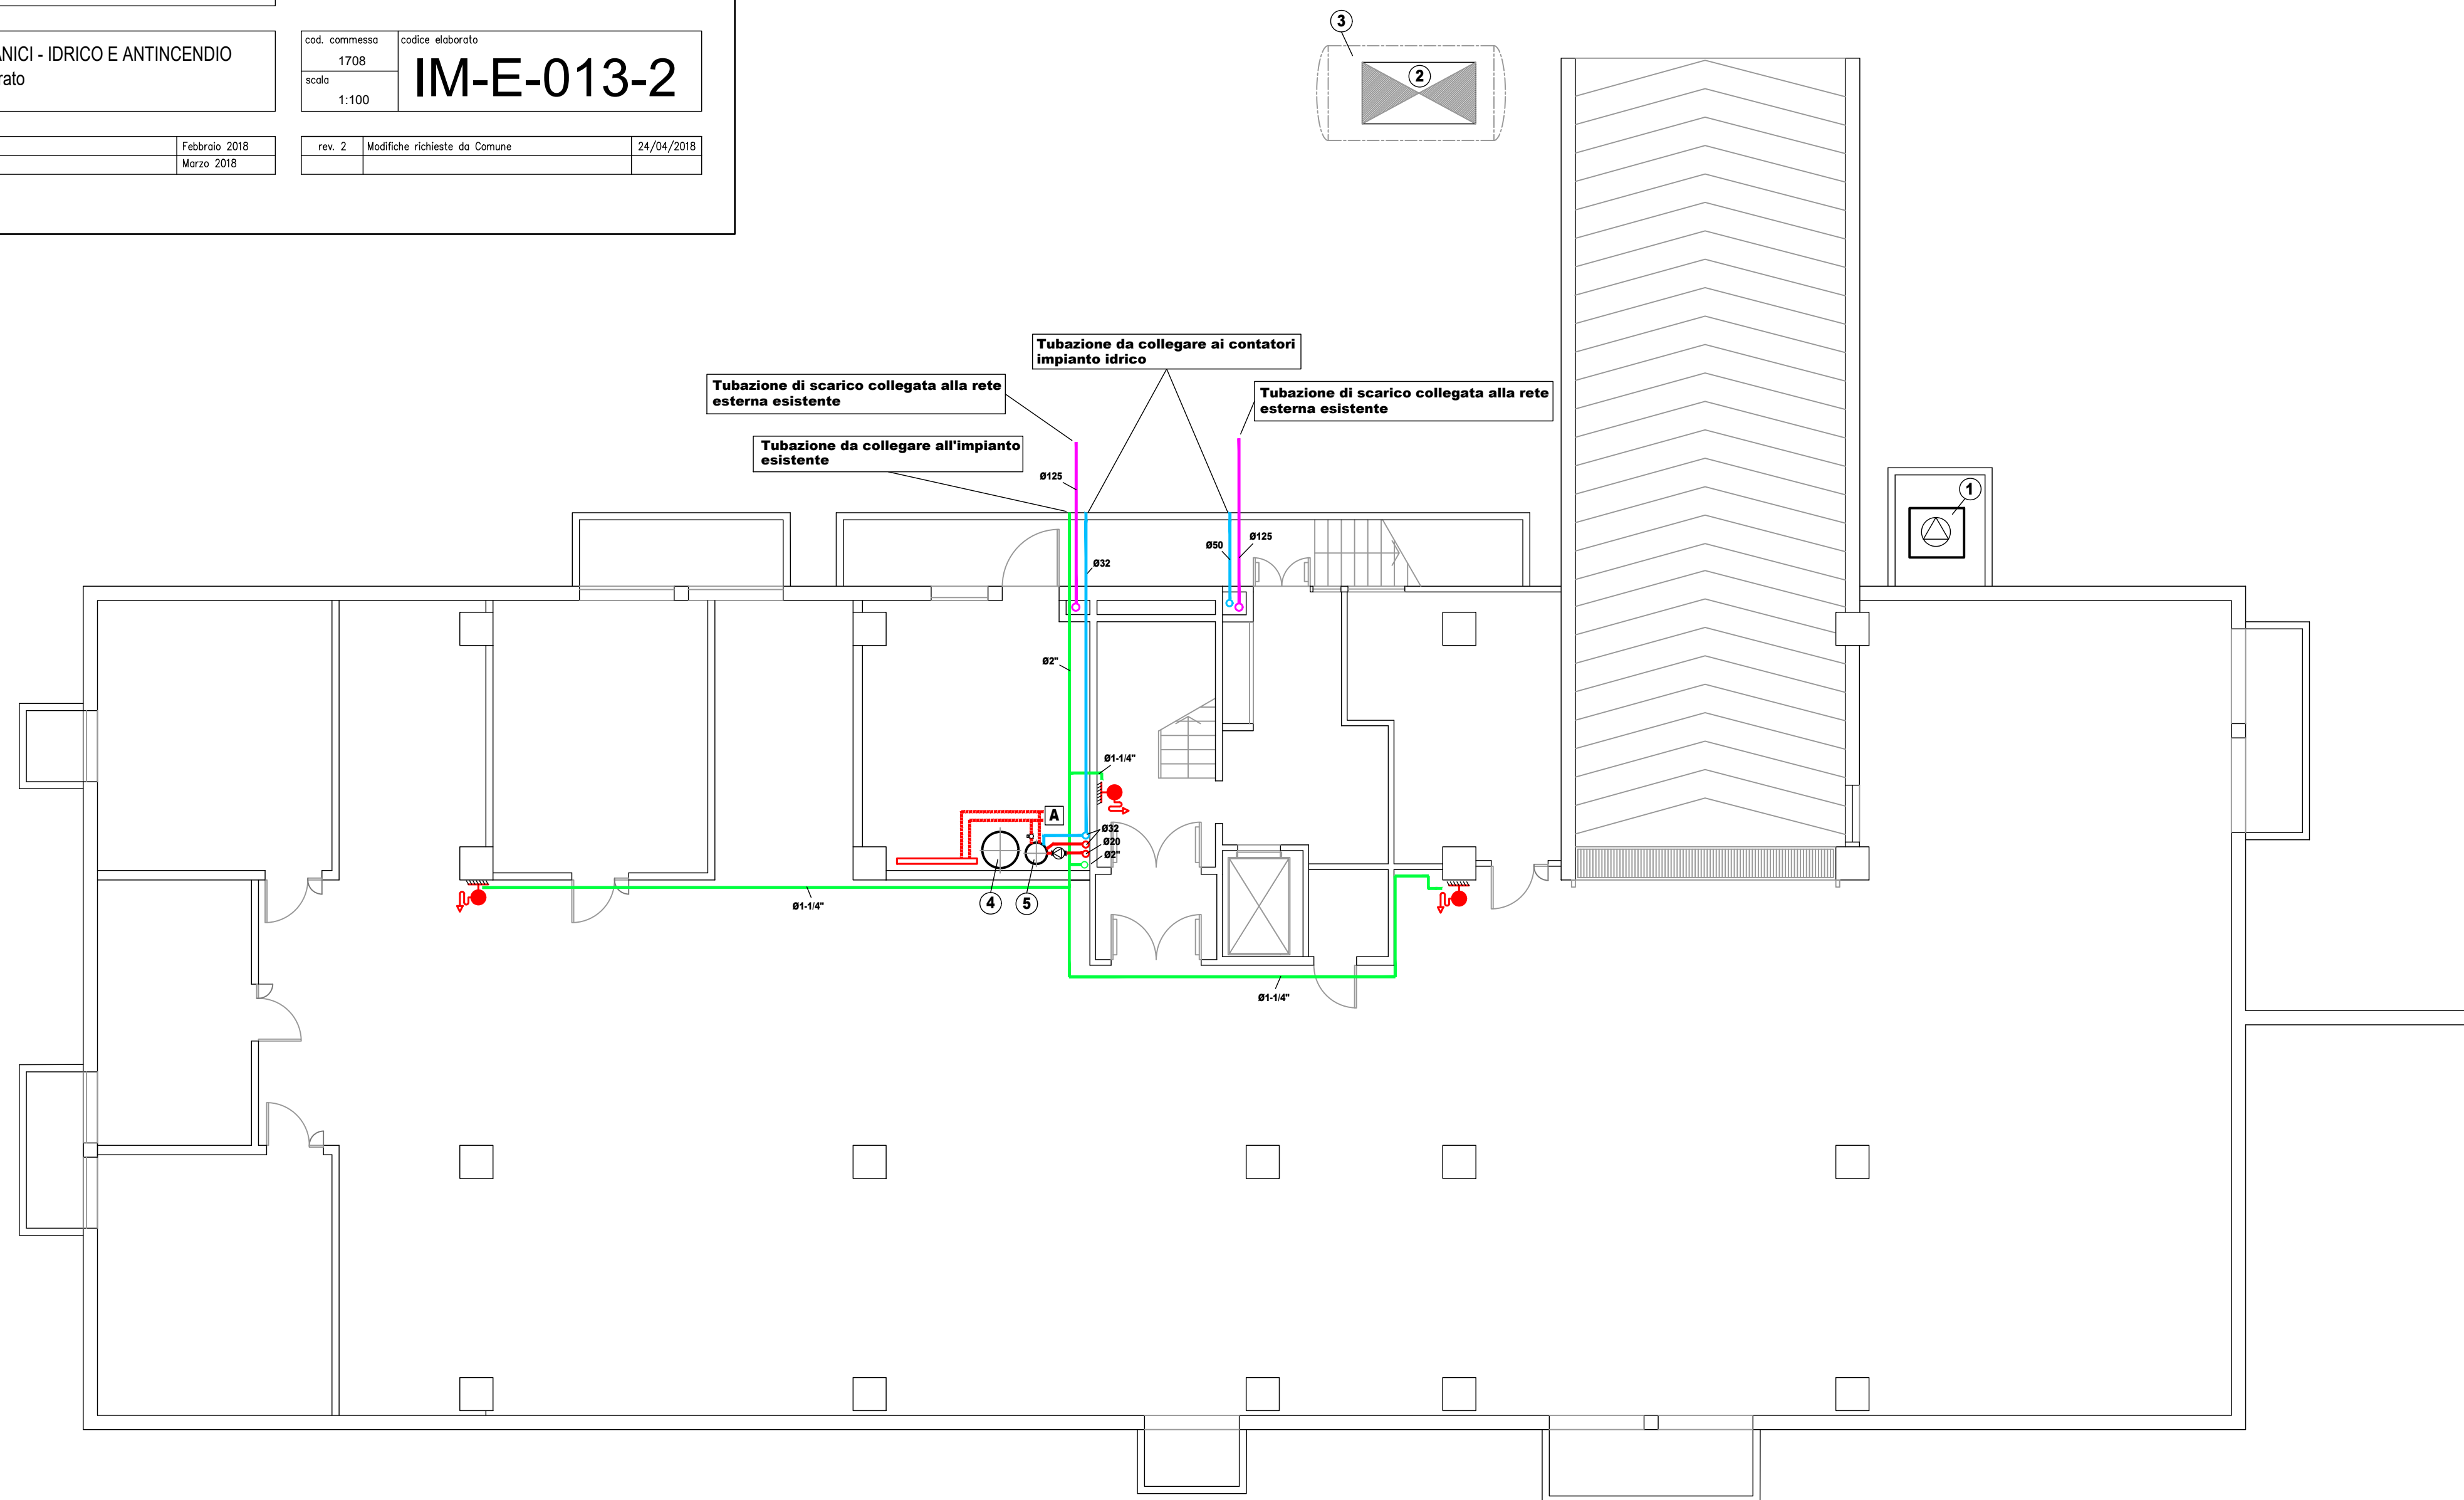 ANICI - IDRICO E ANTINCENDIO
rato
cod. commessa
1708
scala
1:100
codice elaborato
IM-E-013-2
Febbraio 2018
Marzo 2018
rev. 2 Modifiche richieste da Comune 24/04/2018
3
2
Tubazione da collegare ai contatori
impianto idrico
Tubazione di scarico collegata alla rete
esterna esistente
Tubazione di scarico collegata alla rete
esterna esistente
Tubazione da collegare all'impianto
esistente
Ø125
1
Ø50
Ø125
Ø32
Ø2"
Ø1-1/4"
A
Ø32
Ø20
Ø2"
4
5
Ø1-1/4"
Ø1-1/4"